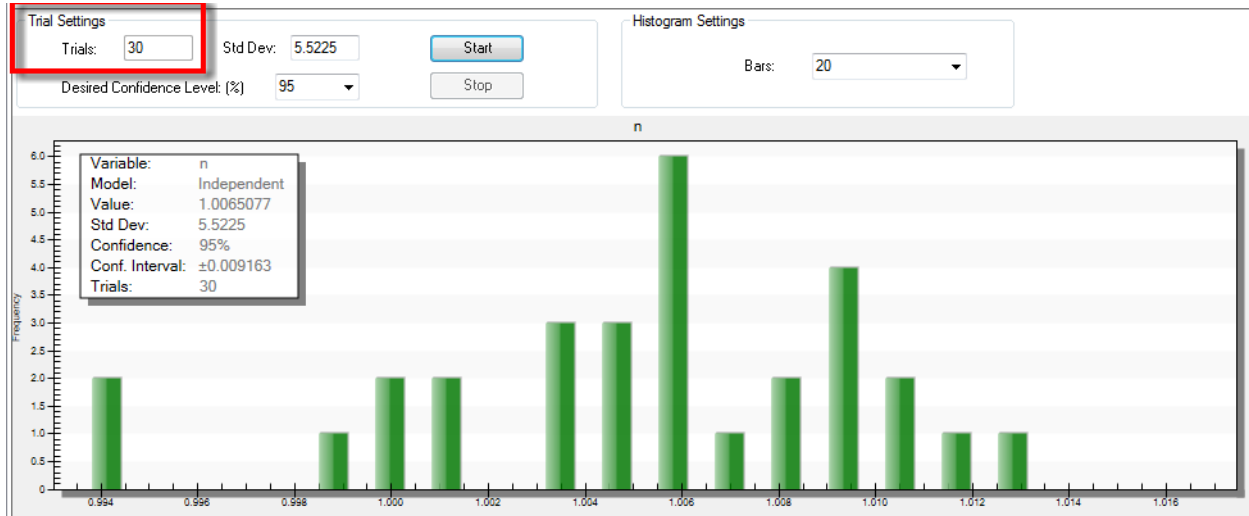 Trial Settings
Trials: 30 Std Dev: 5.5225 Start
Desired Confidence Level: (%) 95 Stop
Histogram Settings
Bars: 20
n
Variable: n
Model: Independent
Value: 1.0065077
Std Dev: 5.5225
Confidence: 95%
Conf. Interval: ±0.009163
Trials: 30
Frequency
6.0
5.5
5.0
4.5
4.0
3.5
3.0
2.5
2.0
1.5
1.0
0.5
0
0.994 0.996 0.998 1.000 1.002 1.004 1.006 1.008 1.010 1.012 1.014 1.016